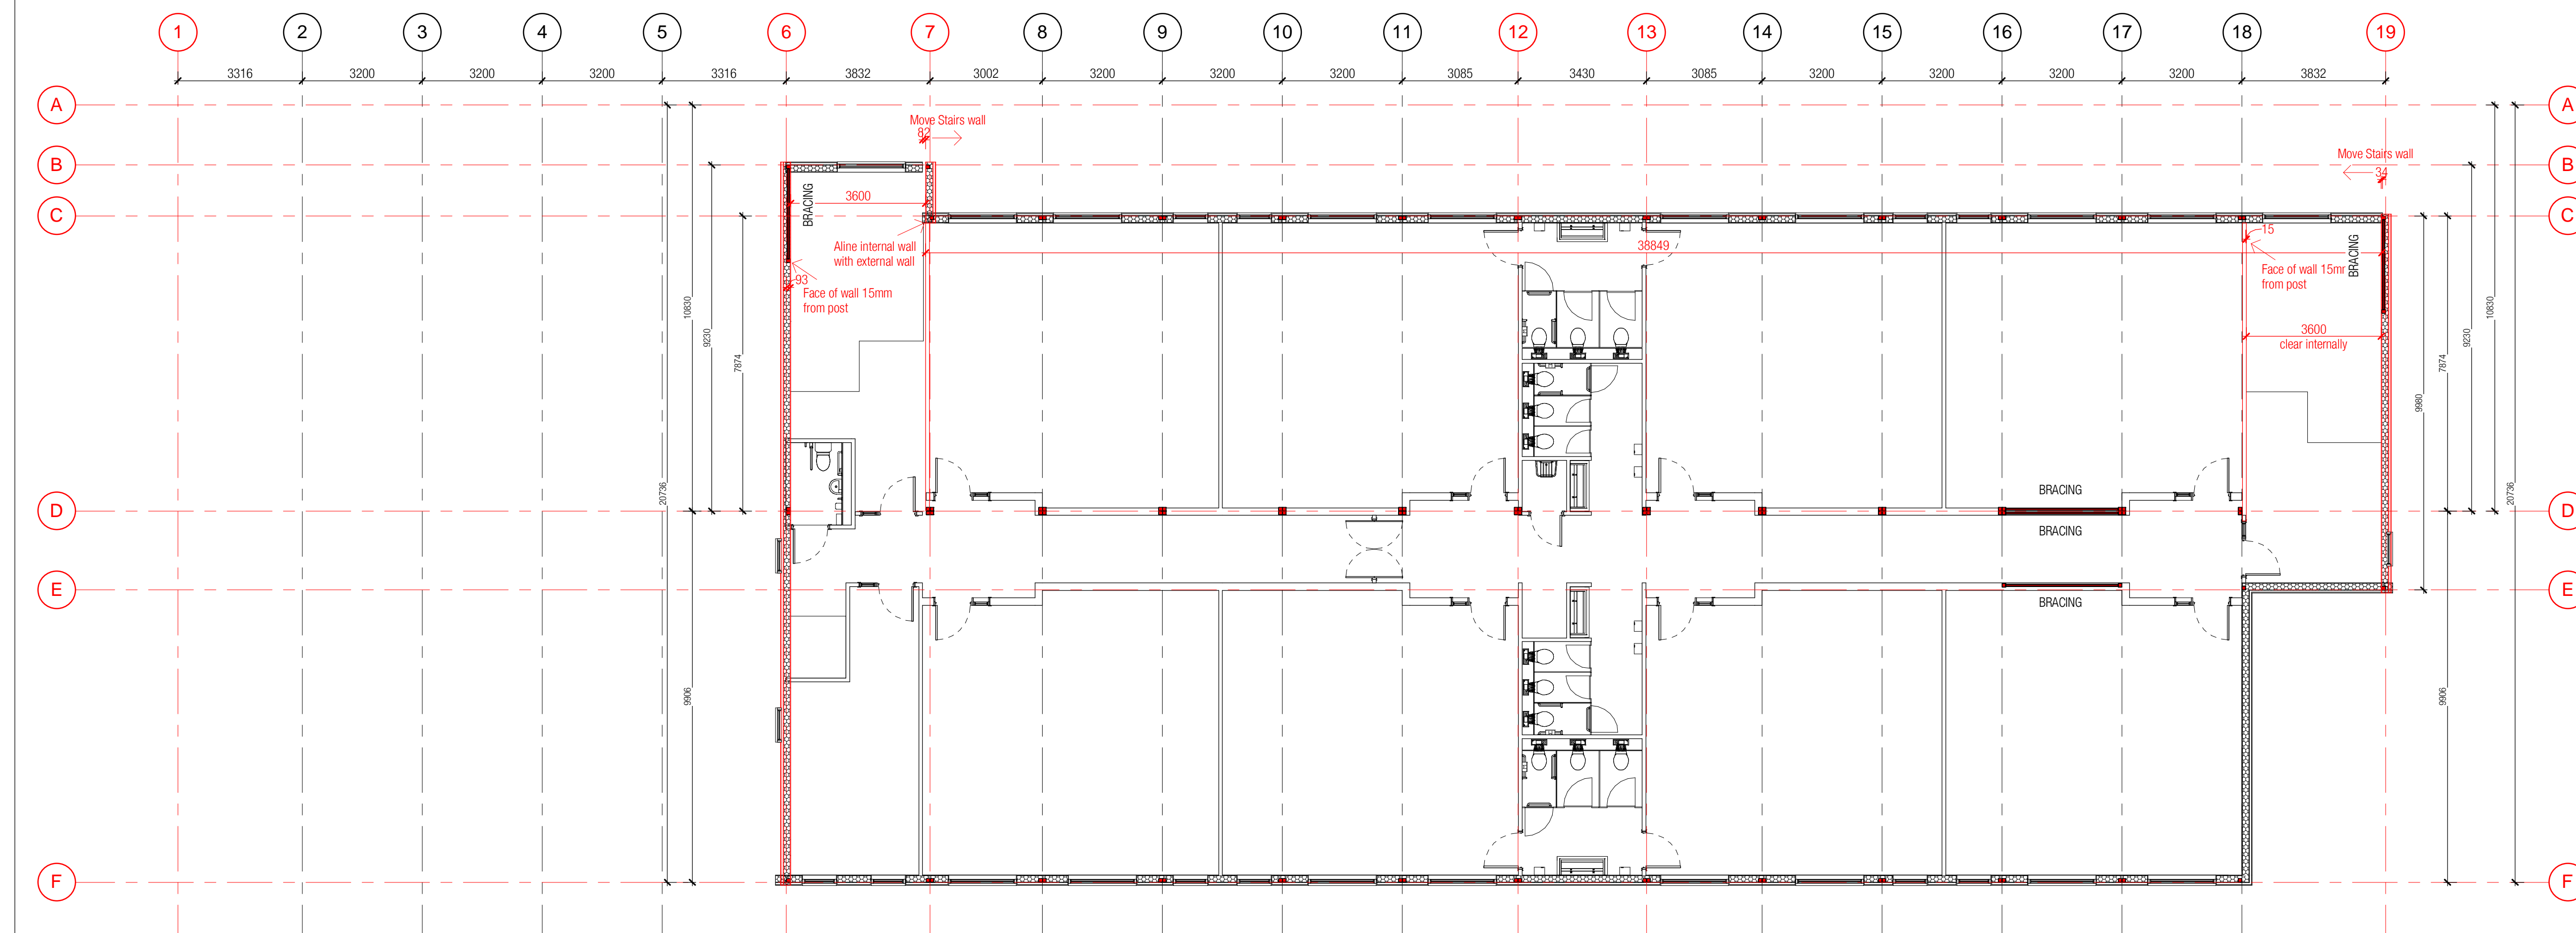 1 2 3 4 5 6 7 8 9 10 11 12 13 14 15 16 17 18 19
3316 3200 3200 3200 3316 3832 3002 3200 3200 3200 3085 3430 3085 3200 3200 3200 3200 3832
A A
Move Stairs wall
82
B B
Move Stairs wall
34
BRACING
3600
C C
15
Aline internal wall
with external wall
38849
BRACING
93
Face of wall 15mm
from post
Face of wall 15mr
from post
10830
9230
7874
10830
9230
7874
3600
clear internally
9980
20736
20736
BRACING
D D
BRACING
E E
BRACING
9906
9906
F F